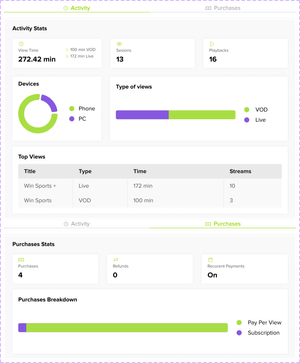 Activity
Purchases
Activity Stats
View Time
272.42 min
100 min VOD
172 min Live
Sessions
13
Playbacks
16
Devices
Phone
PC
Type of views
VOD
Live
Top Views
Title Type Time Streams
Win Sports + Live 172 min 10
Win Sports VOD 100 min 3
Activity
Purchases
Purchases Stats
Purchases
4
Refunds
0
Recurrent Payments
On
Purchases Breakdown
Pay Per View
Subscription